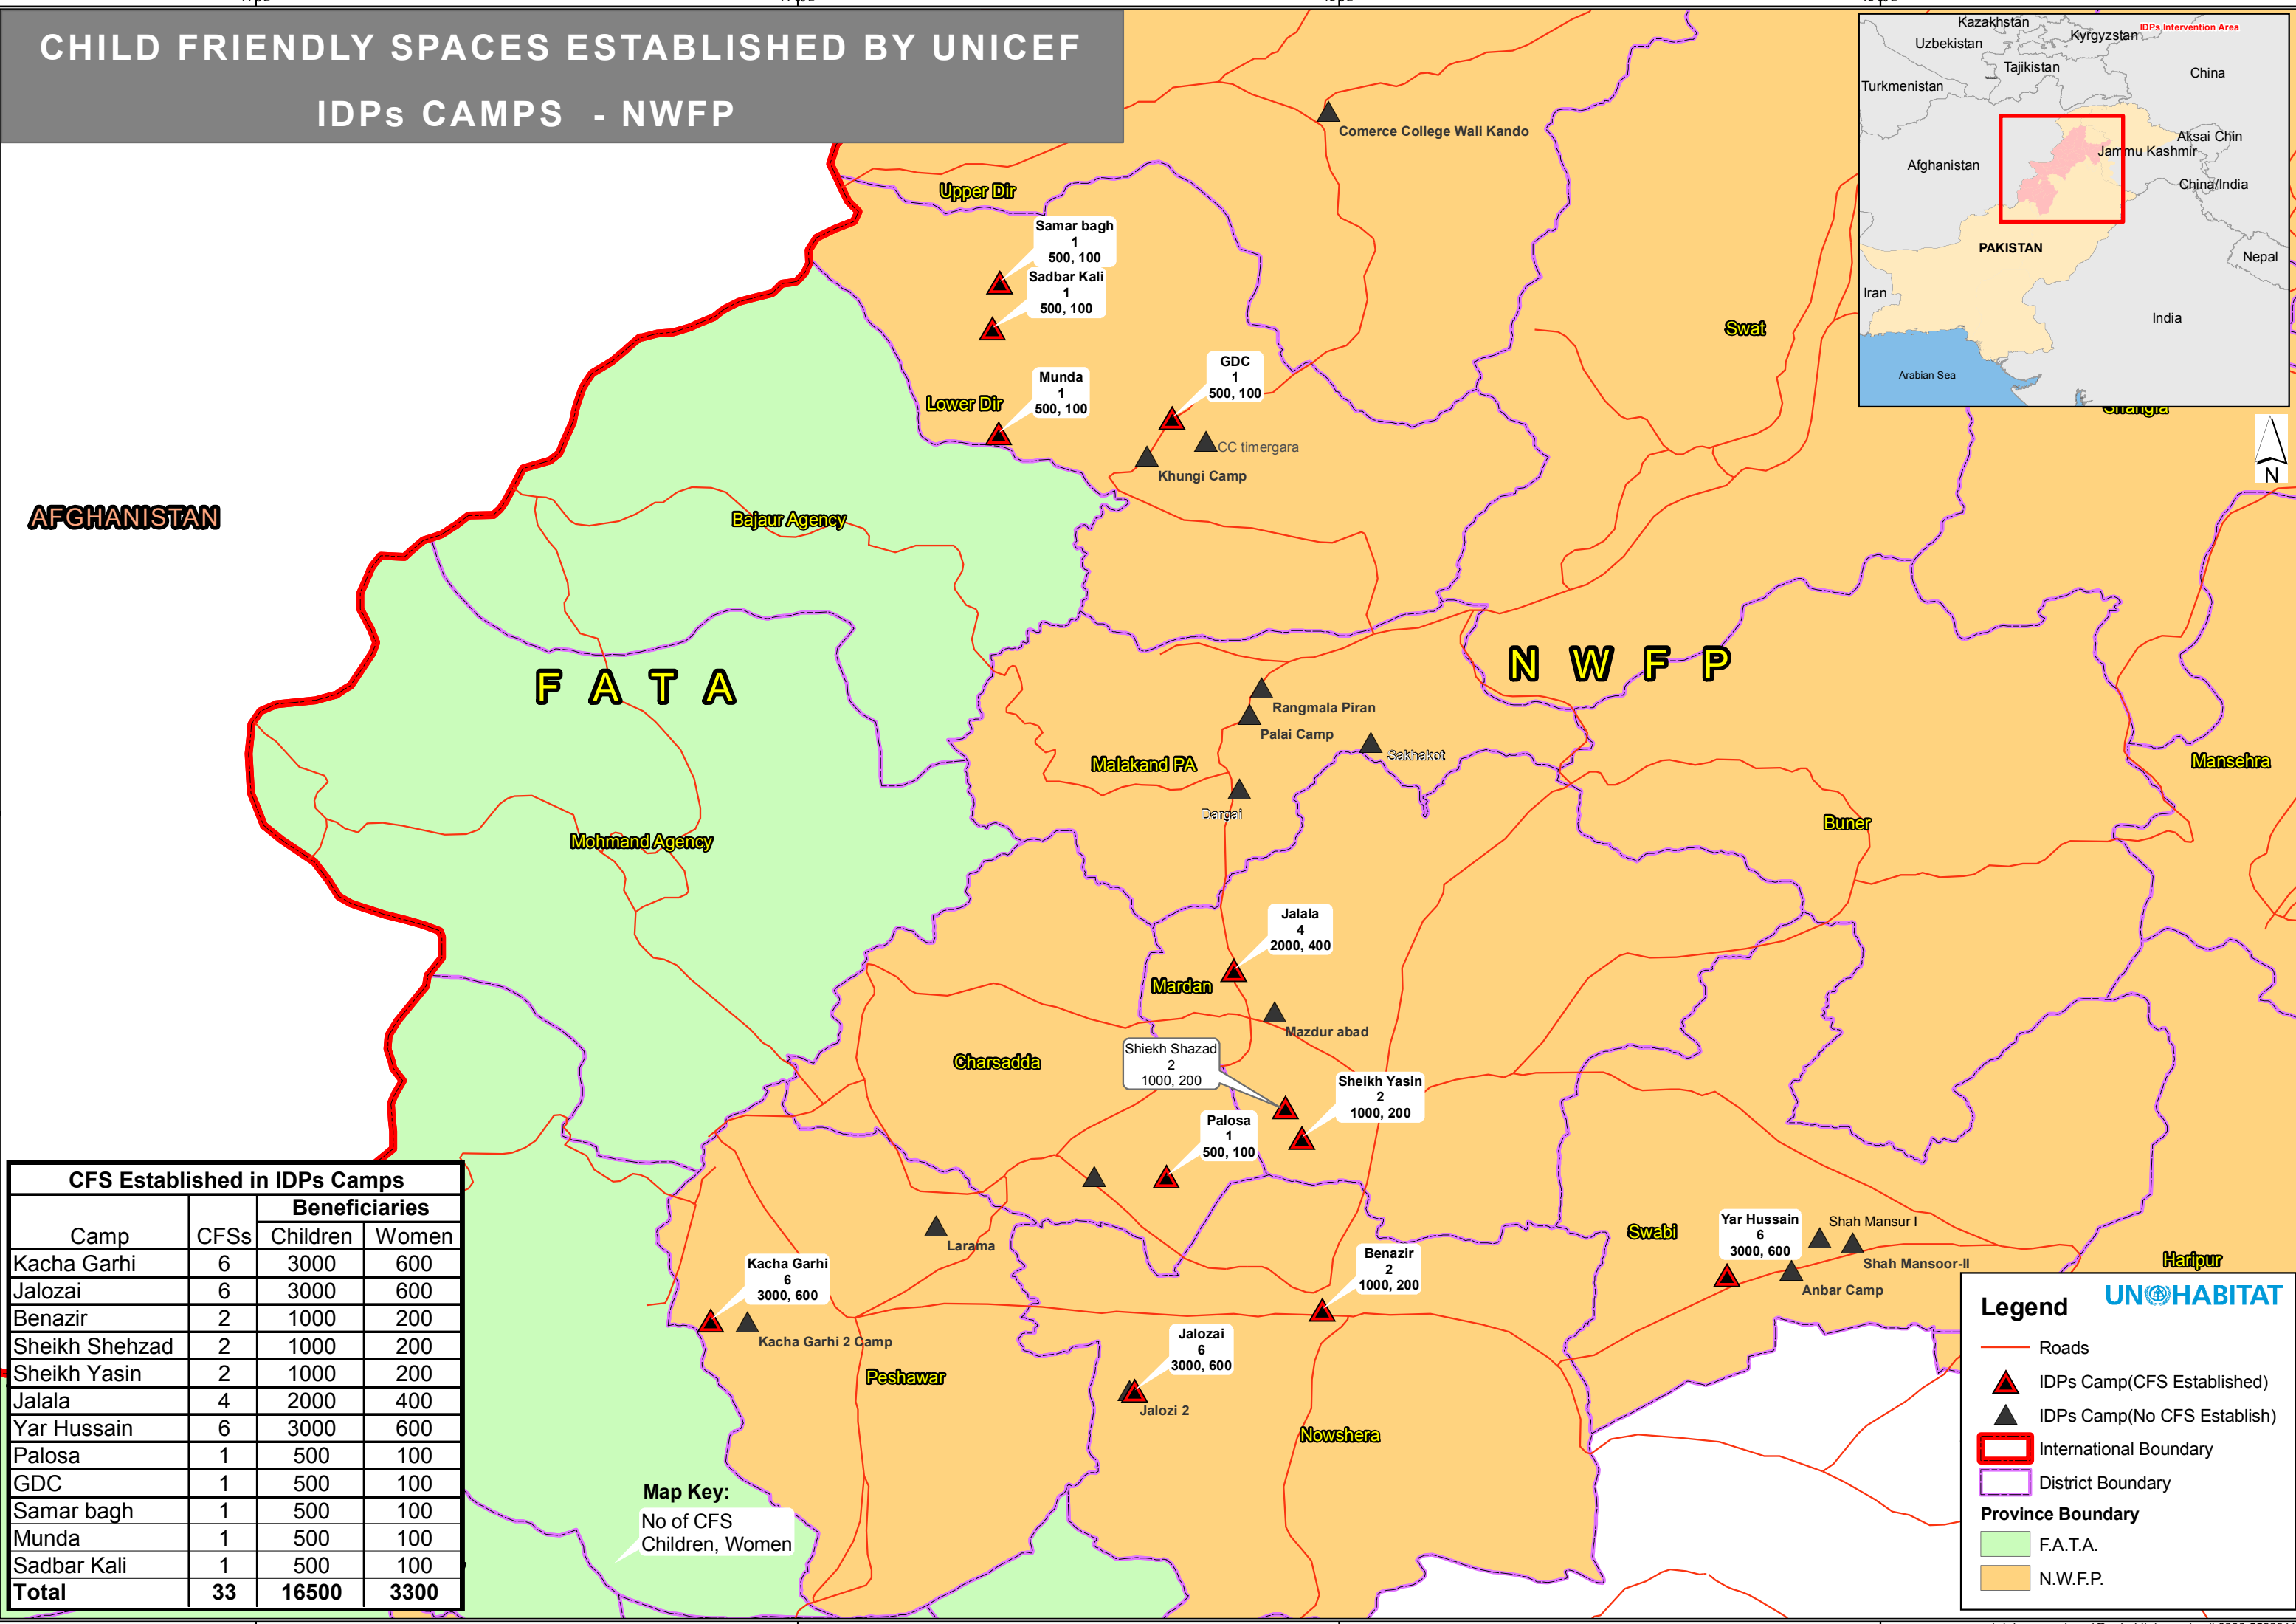 CHILD FRIENDLY SPACES ESTABLISHED BY UNICEF
IDPs CAMPS - NWFP
Kazakhstan
IDPs Intervention Area
Uzbekistan
Kyrgyzstan
Tajikistan
China
Turkmenistan
Aksai Chin
Jammu Kashmir
Afghanistan
China/India
PAKISTAN
Nepal
Iran
India
Arabian Sea
Shangla
N
Comerce College Wali Kando
Upper Dir
Samar bagh
1
500, 100
Sadbar Kali
1
500, 100
Swat
GDC
1
500, 100
Munda
1
500, 100
Lower Dir
CC timergara
Khungi Camp
AFGHANISTAN
Bajaur Agency
F A T A
N W F P
Rangmala Piran
Palai Camp
Sakhakot
Malakand PA
Mansehra
Dargai
Buner
Mohmand Agency
Jalala
4
2000, 400
Mardan
Mazdur abad
Shiekh Shazad
2
1000, 200
Charsadda
Sheikh Yasin
2
1000, 200
Palosa
1
500, 100
Larama
Swabi
Yar Hussain
6
3000, 600
Shah Mansur I
Shah Mansoor-II
Anbar Camp
Haripur
Benazir
2
1000, 200
Kacha Garhi
6
3000, 600
Kacha Garhi 2 Camp
Jalozai
6
3000, 600
Jalozi 2
Peshawar
Nowshera
Map Key:
No of CFS
Children, Women
CFS Established in IDPs Camps
Beneficiaries
Camp CFSs Children Women
Kacha Garhi 6 3000 600
Jalozai 6 3000 600
Benazir 2 1000 200
Sheikh Shehzad 2 1000 200
Sheikh Yasin 2 1000 200
Jalala 4 2000 400
Yar Hussain 6 3000 600
Palosa 1 500 100
GDC 1 500 100
Samar bagh 1 500 100
Munda 1 500 100
Sadbar Kali 1 500 100
Total 33 16500 3300
Legend
UN HABITAT
Roads
IDPs Camp(CFS Established)
IDPs Camp(No CFS Establish)
International Boundary
District Boundary
Province Boundary
F.A.T.A.
N.W.F.P.